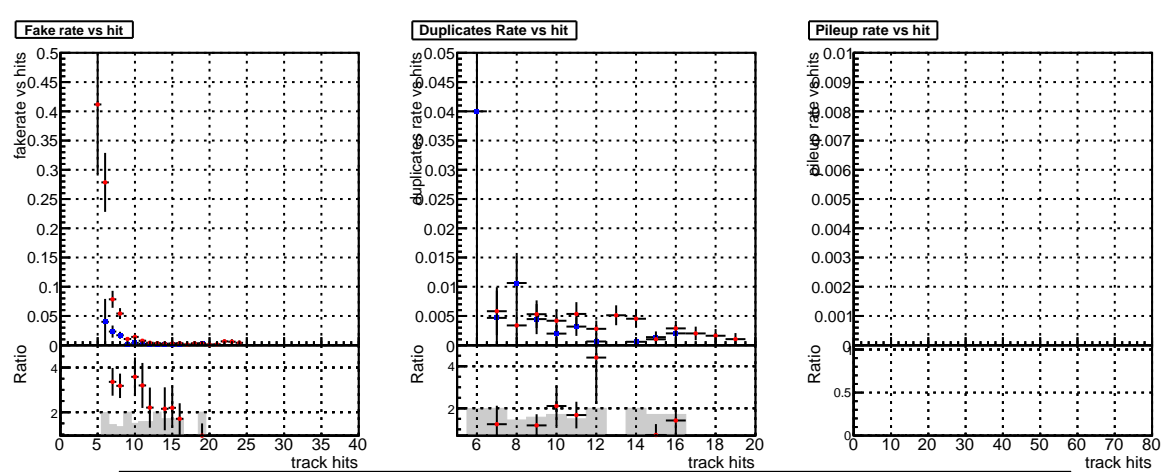 Fake rate vs hit
fakerate vs hits
0.5
0.45
0.4
0.35
0.3
0.25
0.2
0.15
0.1
0.05
0
Ratio
4
2
0 5 10 15 20 25 30 35 40
track hits
Duplicates Rate vs hit
duplicates rate vs hits
0.05
0.045
0.04
0.035
0.03
0.025
0.02
0.015
0.01
0.005
0
Ratio
4
2
6 8 10 12 14 16 18 20
track hits
Pileup rate vs hit
pileup rate vs hits
0.01
0.009
0.008
0.007
0.006
0.005
0.004
0.003
0.002
0.001
0
Ratio
1
0.5
0
0 10 20 30 40 50 60 70 80
track hits